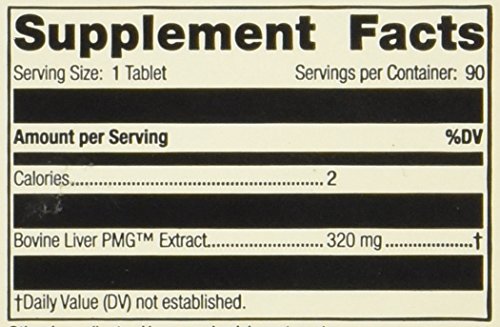 Supplement Facts
Serving Size: 1 Tablet Servings per Container: 90
Amount per Serving %DV
Calories.......................................................... 2
Bovine Liver PMG™ Extract........................... 320 mg ....................†
†Daily Value (DV) not established.